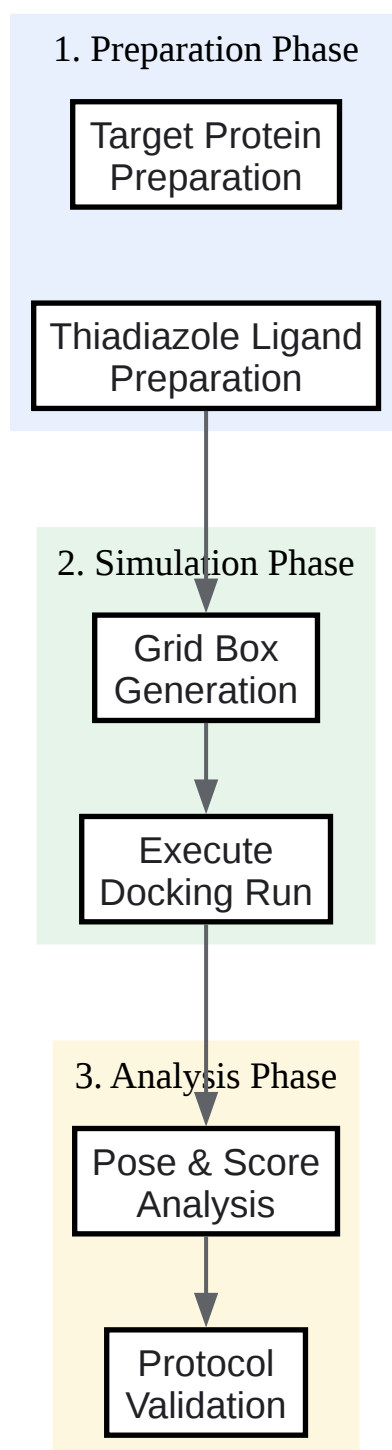 1. Preparation Phase
Target Protein
Preparation
Thiadiazole Ligand
Preparation
2. Simulation Phase
Grid Box
Generation
Execute
Docking Run
3. Analysis Phase
Pose & Score
Analysis
Protocol
Validation